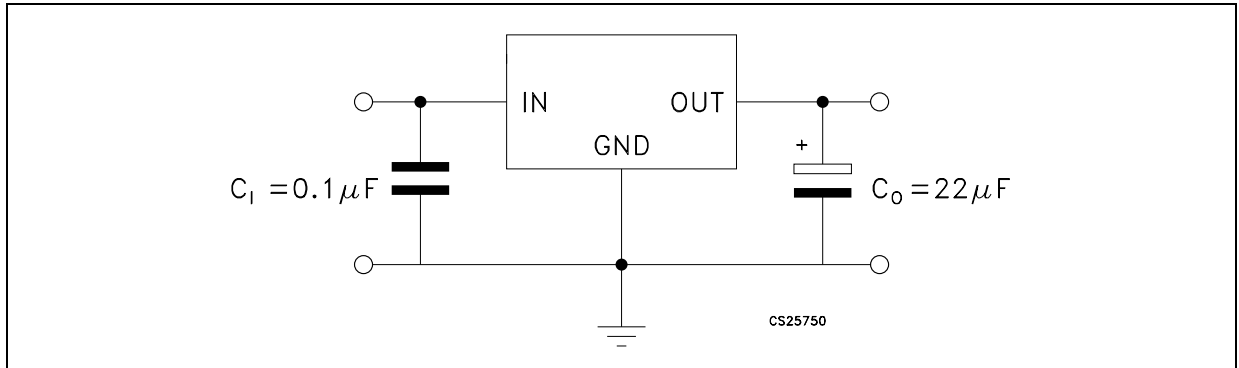 IN
OUT
GND
+
C_I =0.1μF
C_O =22μF
CS25750